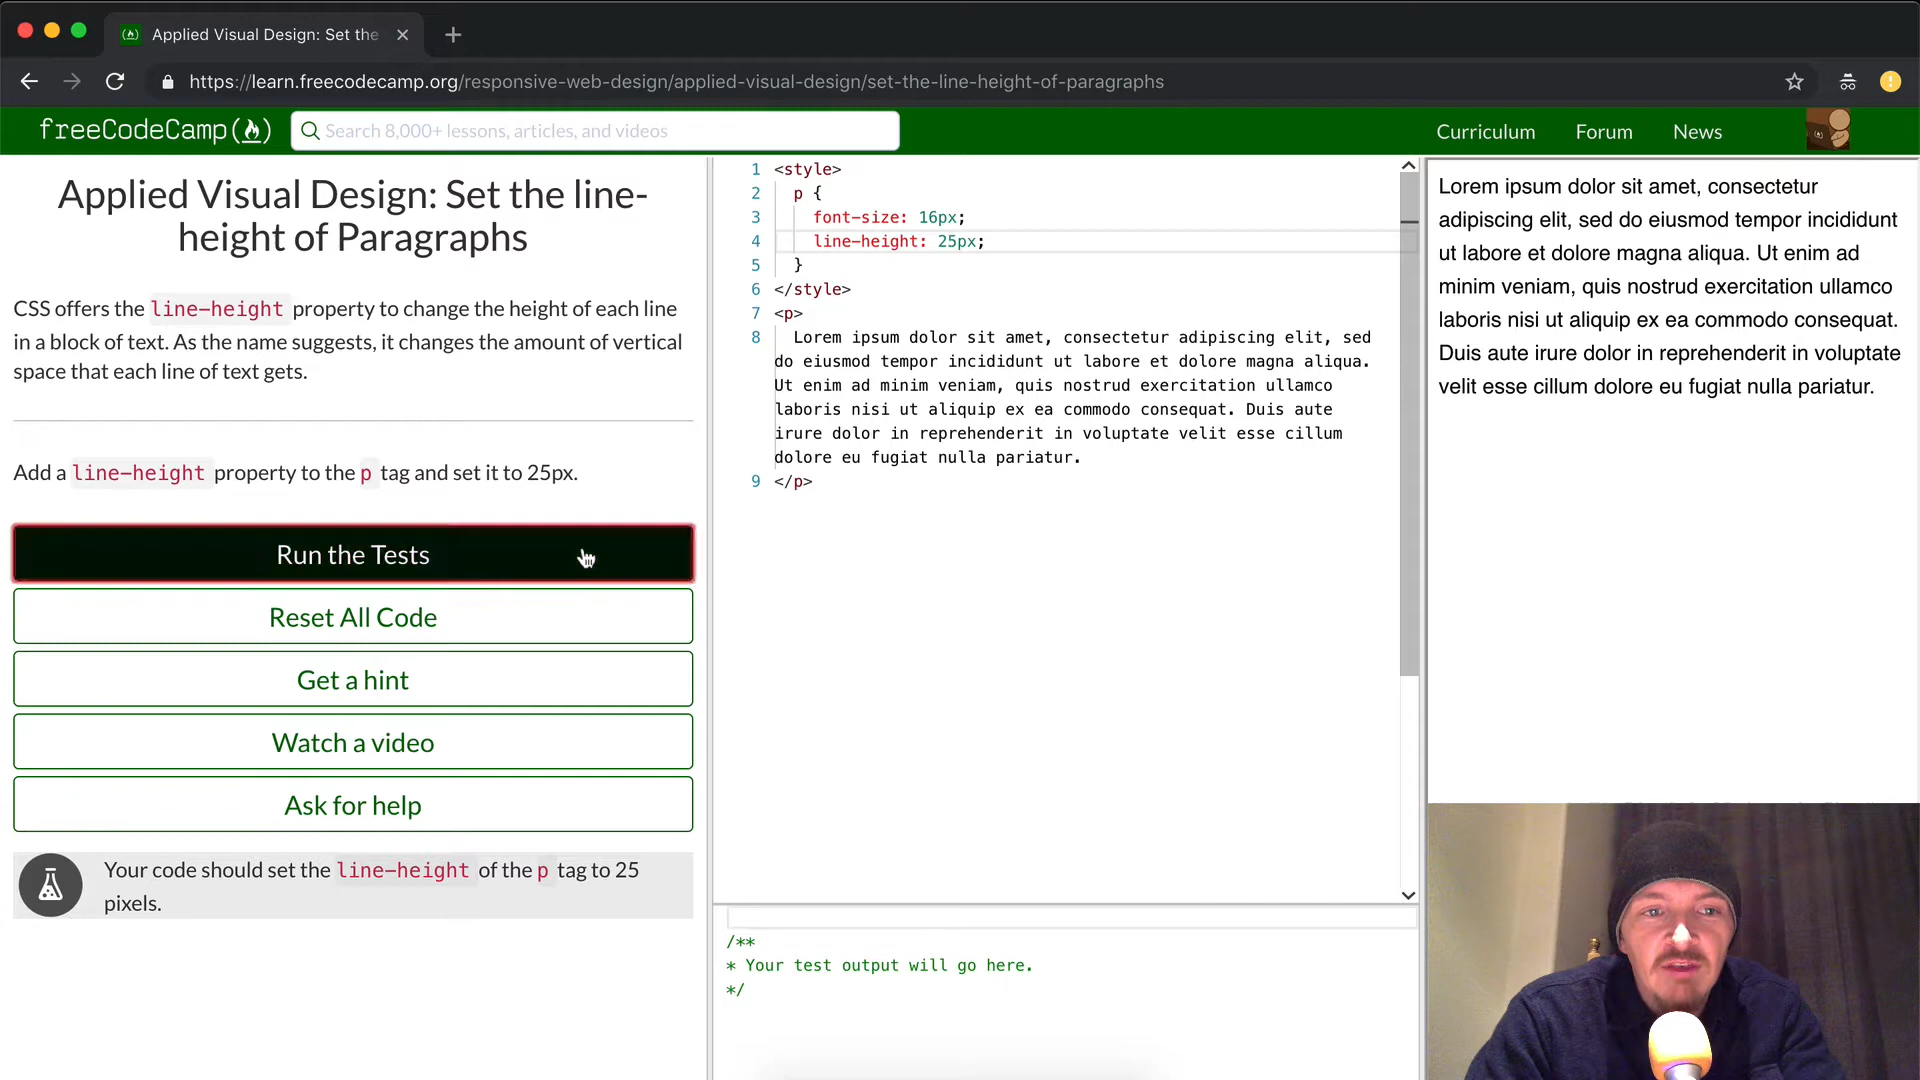 Applied Visual Design: Set the
https://learn.freecodecamp.org/responsive-web-design/applied-visual-design/set-the-line-height-of-paragraphs
freeCodeCamp
Search 8,000+ lessons, articles, and videos
Curriculum
Forum
News
Applied Visual Design: Set the line-
height of Paragraphs
CSS offers the line-height property to change the height of each line
in a block of text. As the name suggests, it changes the amount of vertical
space that each line of text gets.
Add a line-height property to the p tag and set it to 25px.
Run the Tests
Reset All Code
Get a hint
Watch a video
Ask for help
Your code should set the line-height of the p tag to 25
pixels.
1 <style>
2 p {
3 font-size: 16px;
4 line-height: 25px;
5 }
6 </style>
7 <p>
8 Lorem ipsum dolor sit amet, consectetur adipiscing elit, sed
do eiusmod tempor incididunt ut labore et dolore magna aliqua.
Ut enim ad minim veniam, quis nostrud exercitation ullamco
laboris nisi ut aliquip ex ea commodo consequat. Duis aute
irure dolor in reprehenderit in voluptate velit esse cillum
dolore eu fugiat nulla pariatur.
9 </p>
/**
* Your test output will go here.
*/
Lorem ipsum dolor sit amet, consectetur
adipiscing elit, sed do eiusmod tempor incididunt
ut labore et dolore magna aliqua. Ut enim ad
minim veniam, quis nostrud exercitation ullamco
laboris nisi ut aliquip ex ea commodo consequat.
Duis aute irure dolor in reprehenderit in voluptate
velit esse cillum dolore eu fugiat nulla pariatur.